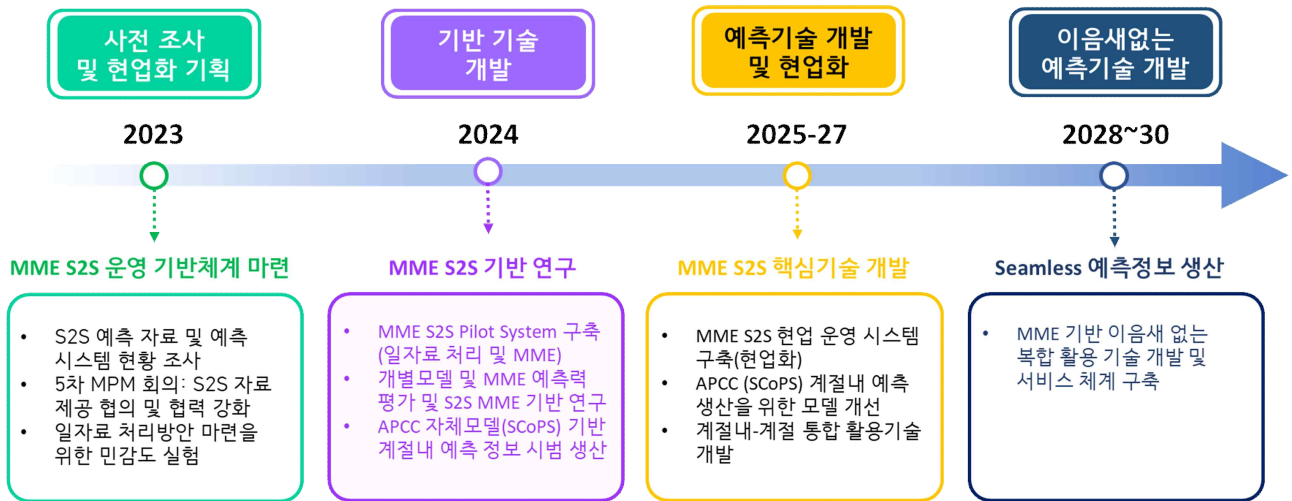 사전 조사
및 현업화 기획
기반 기술
개발
예측기술 개발
및 현업화
이음새없는
예측기술 개발
2023
2024
2025-27
2028~30
MME S2S 운영 기반체계 마련
• S2S 예측 자료 및 예측
시스템 현황 조사
• 5차 MPM 회의: S2S 자료
제공 협의 및 협력 강화
• 일자료 처리방안 마련을
위한 민감도 실험
MME S2S 기반 연구
• MME S2S Pilot System 구축
(일자료 처리 및 MME)
• 개별모델 및 MME 예측력
평가 및 S2S MME 기반 연구
• APCC 자체모델(SCoPS) 기반
계절내 예측 정보 시범 생산
MME S2S 핵심기술 개발
• MME S2S 현업 운영 시스템
구축(현업화)
• APCC (SCoPS) 계절내 예측
생산을 위한 모델 개선
• 계절내-계절 통합 활용기술
개발
Seamless 예측정보 생산
• MME 기반 이음새 없는
복합 활용 기술 개발 및
서비스 체계 구축